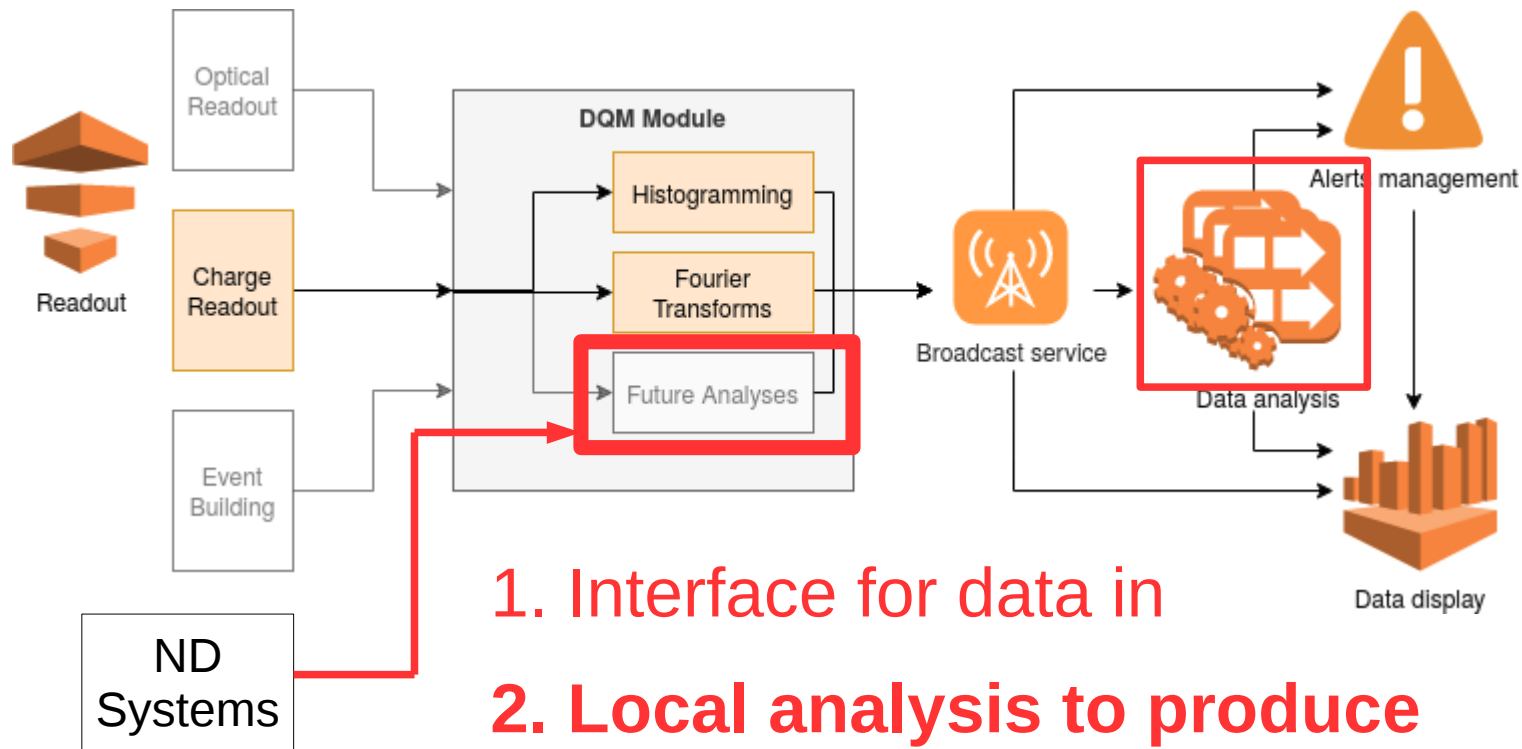 Optical
Readout
Readout
Charge
Readout
Event
Building
ND
Systems
DQM Module
Histogramming
Fourier
Transforms
Future Analyses
Broadcast service
Alerts management
Data analysis
Data display
1. Interface for data in
2. Local analysis to produce